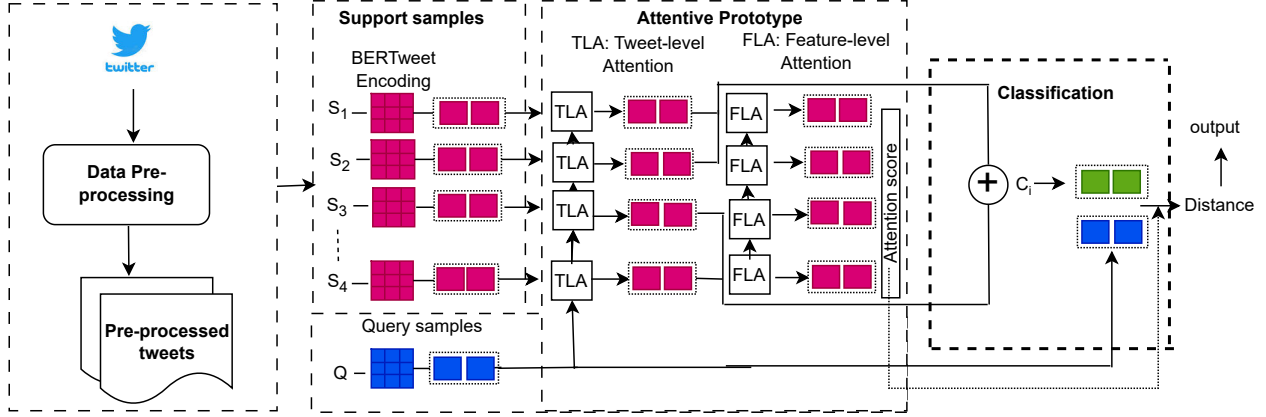 twitter
Data Pre-
processing
Pre-processed
tweets
Support samples
BERTweet
Encoding
S1
S2
S3
S4
Query samples
Q
Attentive Prototype
TLA: Tweet-level
Attention
FLA: Feature-level
Attention
TLA
TLA
TLA
TLA
FLA
FLA
FLA
FLA
Attention score
Classification
+
Ci
output
Distance